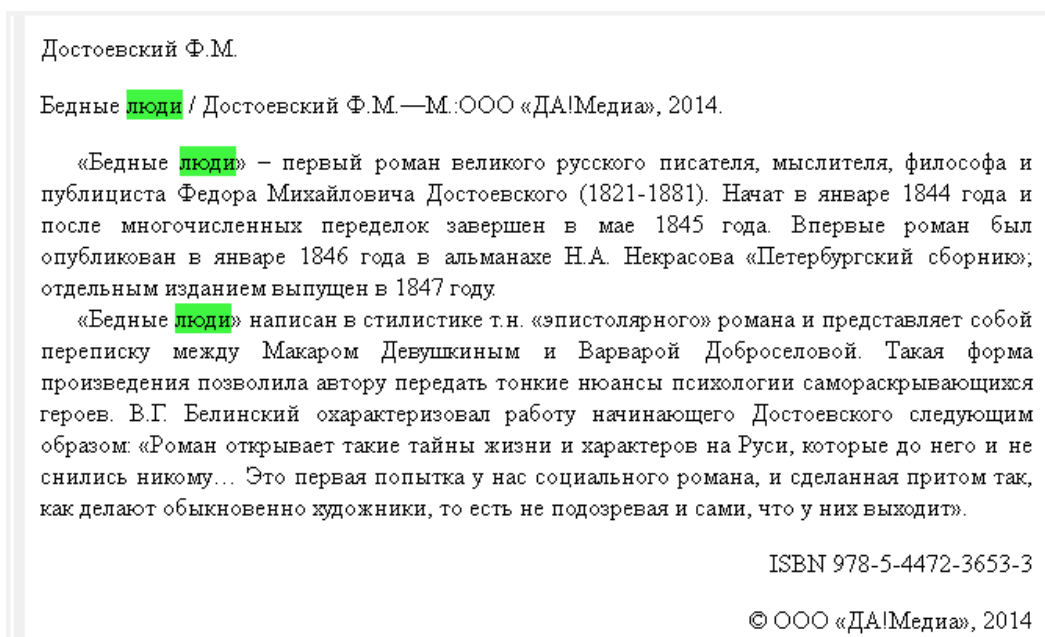 Достоевский Ф.М.
Бедные люди / Достоевский Ф.М.—М.:ООО «ДА!Медиа», 2014.
«Бедные люди» – первый роман великого русского писателя, мыслителя, философа и
публициста Федора Михайловича Достоевского (1821-1881). Начат в январе 1844 года и
после многочисленных переделок завершен в мае 1845 года. Впервые роман был
опубликован в январе 1846 года в альманахе Н.А. Некрасова «Петербургский сборник»;
отдельным изданием выпущен в 1847 году.
«Бедные люди» написан в стилистике т.н. «эпистолярного» романа и представляет собой
переписку между Макаром Девушкиным и Варварой Доброселовой. Такая форма
произведения позволила автору передать тонкие нюансы психологии самораскрывающихся
героев. В.Г. Белинский охарактеризовал работу начинающего Достоевского следующим
образом: «Роман открывает такие тайны жизни и характеров на Руси, которые до него и не
снились никому… Это первая попытка у нас социального романа, и сделанная притом так,
как делают обыкновенно художники, то есть не подозревая и сами, что у них выходит».
ISBN 978-5-4472-3653-3
© ООО «ДА!Медиа», 2014